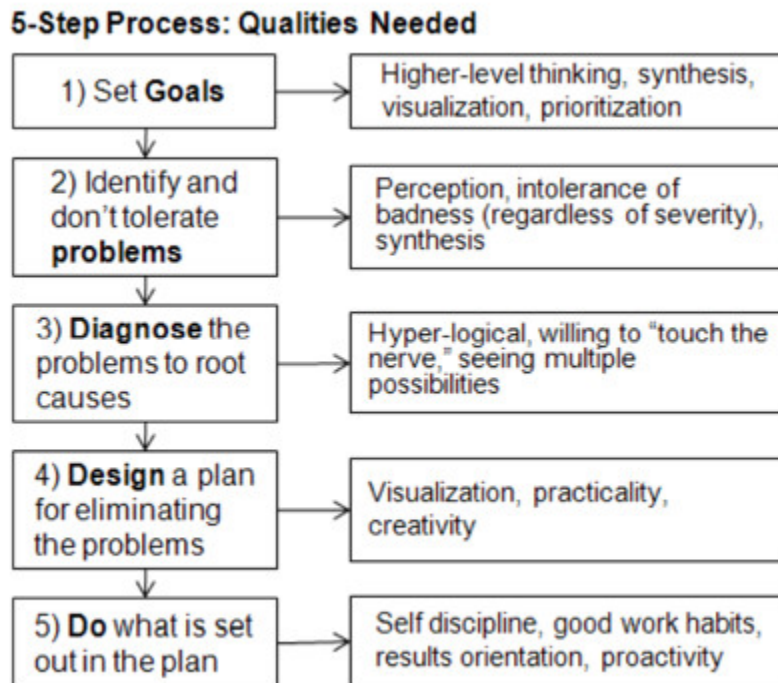 5-Step Process: Qualities Needed
1) Set Goals
Higher-level thinking, synthesis,
visualization, prioritization
2) Identify and
don't tolerate
problems
Perception, intolerance of
badness (regardless of severity),
synthesis
3) Diagnose the
problems to root
causes
Hyper-logical, willing to “touch the
nerve,” seeing multiple
possibilities
4) Design a plan
for eliminating
the problems
Visualization, practicality,
creativity
5) Do what is set
out in the plan
Self discipline, good work habits,
results orientation, proactivity